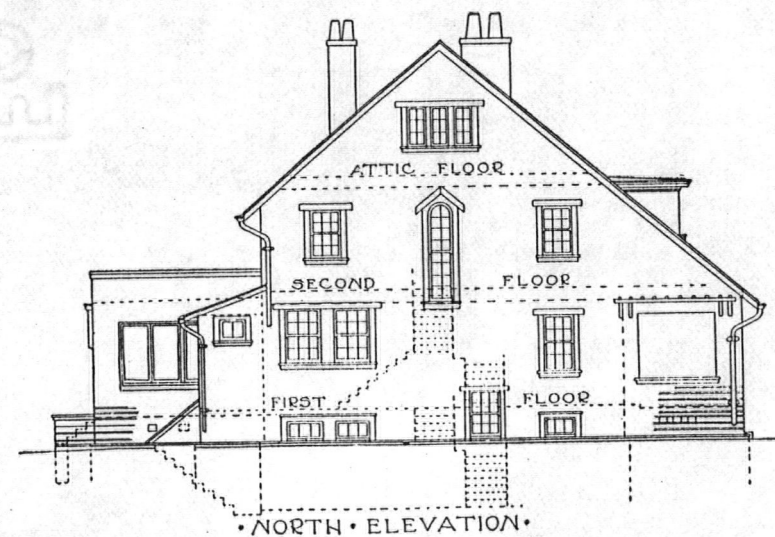 ATTIC FLOOR
SECOND FLOOR
FIRST FLOOR
• NORTH • ELEVATION •